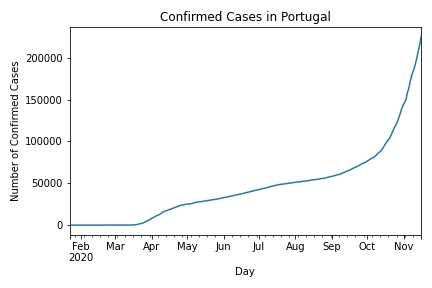 Confirmed Cases in Portugal
Number of Confirmed Cases
200000
150000
100000
50000
0
Feb Mar Apr May Jun Jul Aug Sep Oct Nov
2020
Day